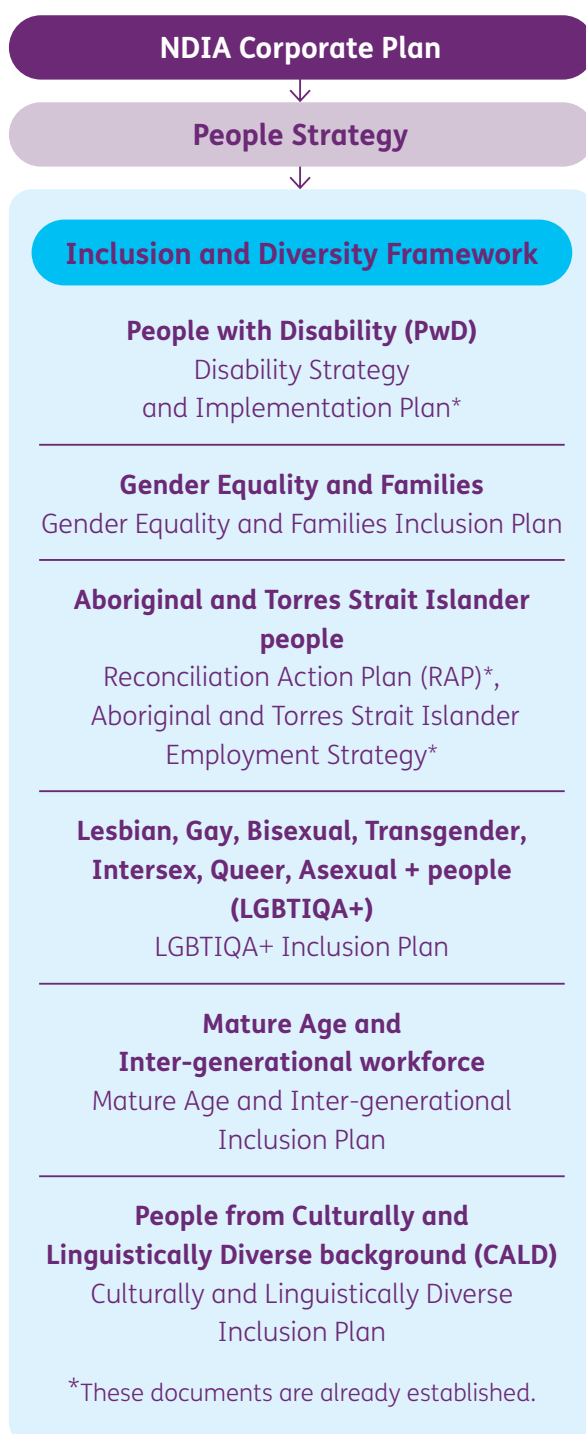 NDIA Corporate Plan
People Strategy
Inclusion and Diversity Framework
People with Disability (PwD)
Disability Strategy
and Implementation Plan*
Gender Equality and Families
Gender Equality and Families Inclusion Plan
Aboriginal and Torres Strait Islander
people
Reconciliation Action Plan (RAP)*,
Aboriginal and Torres Strait Islander
Employment Strategy*
Lesbian, Gay, Bisexual, Transgender,
Intersex, Queer, Asexual + people
(LGBTIQA+)
LGBTIQA+ Inclusion Plan
Mature Age and
Inter-generational workforce
Mature Age and Inter-generational
Inclusion Plan
People from Culturally and
Linguistically Diverse background (CALD)
Culturally and Linguistically Diverse
Inclusion Plan
*These documents are already established.